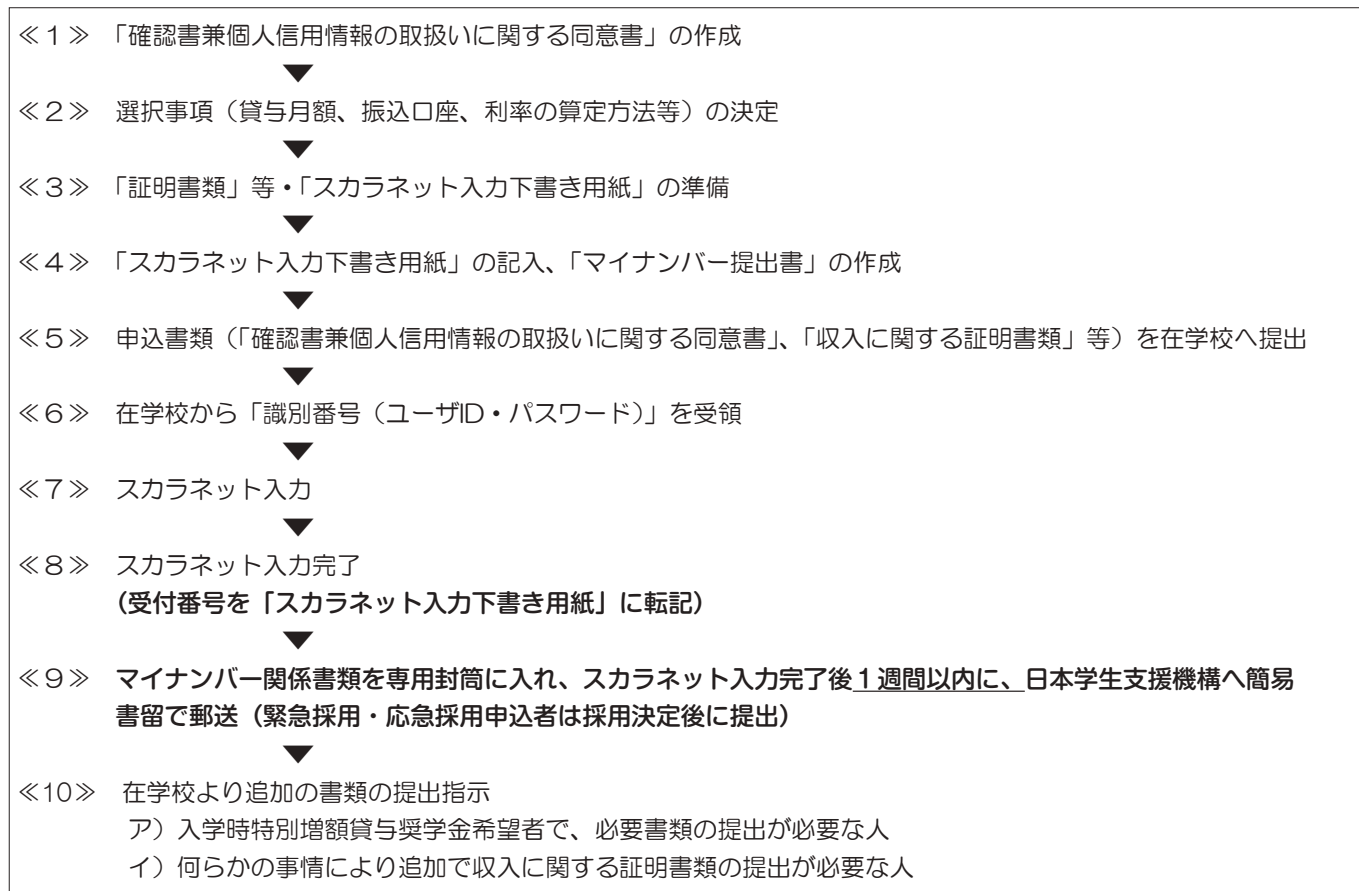 ≪１≫ 「確認書兼個人信用情報の取扱いに関する同意書」の作成
▼
≪２≫ 選択事項（貸与月額、振込口座、利率の算定方法等）の決定
▼
≪３≫ 「証明書類」等・「スカラネット入力下書き用紙」の準備
▼
≪４≫ 「スカラネット入力下書き用紙」の記入、「マイナンバー提出書」の作成
▼
≪５≫ 申込書類（「確認書兼個人信用情報の取扱いに関する同意書」、「収入に関する証明書類」等）を在学校へ提出
▼
≪６≫ 在学校から「識別番号（ユーザID・パスワード）」を受領
▼
≪７≫ スカラネット入力
▼
≪８≫ スカラネット入力完了
（受付番号を「スカラネット入力下書き用紙」に転記）
▼
≪９≫ マイナンバー関係書類を専用封筒に入れ、スカラネット入力完了後１週間以内に、日本学生支援機構へ簡易
書留で郵送（緊急採用・応急採用申込者は採用決定後に提出）
▼
≪10≫ 在学校より追加の書類の提出指示
ア）入学時特別増額貸与奨学金希望者で、必要書類の提出が必要な人
イ）何らかの事情により追加で収入に関する証明書類の提出が必要な人